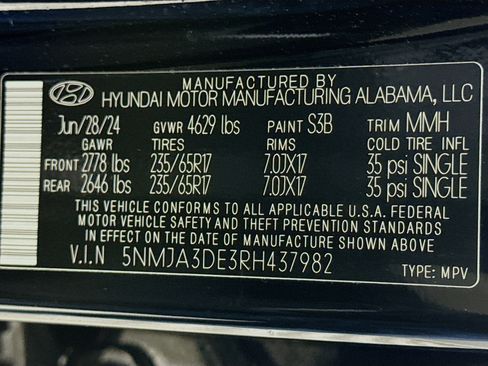 MANUFACTURED BY
HYUNDAI MOTOR MANUFACTURING ALABAMA, LLC
Jun/28/24 GVWR 4629 lbs PAINT S3B TRIM MMH
GAWR TIRES RIMS COLD TIRE INFL
FRONT 2778 lbs 235/65R17 7.0JX17 35 psi SINGLE
REAR 2646 lbs 235/65R17 7.0JX17 35 psi SINGLE
THIS VEHICLE CONFORMS TO ALL APPLICABLE U.S.A. FEDERAL
MOTOR VEHICLE SAFETY AND THEFT PREVENTION STANDARDS
IN EFFECT ON THE DATE OF MANUFACTURE SHOWN ABOVE
V.I.N 5NMJA3DE3RH437982
TYPE: MPV